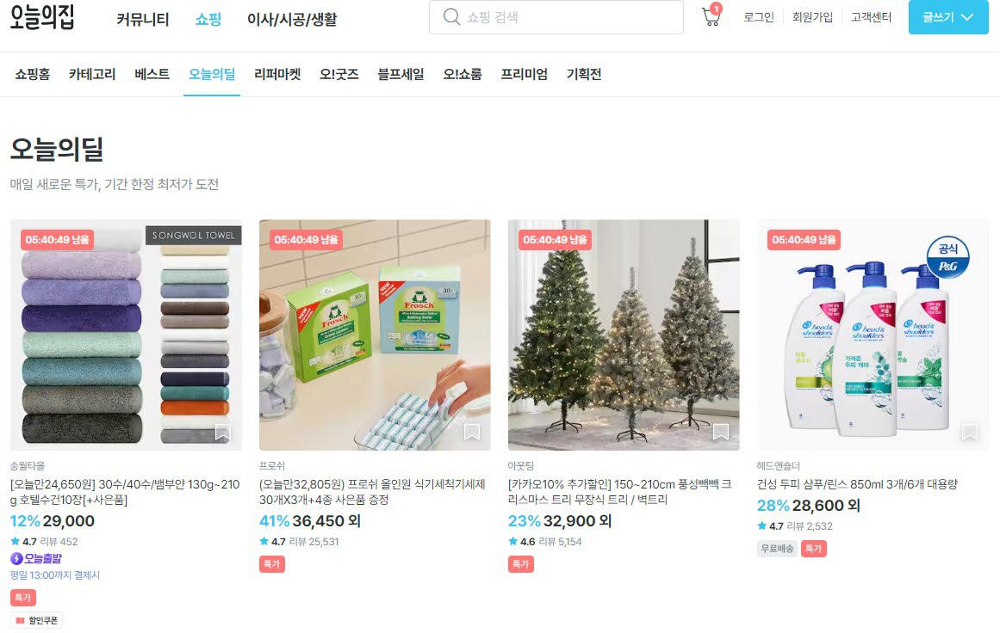 오늘의집
커뮤니티 쇼핑 이사/시공/생활
쇼핑 검색
1
로그인 회원가입 고객센터
글쓰기
쇼핑홈 카테고리 베스트 오늘의딜 리퍼마켓 오!굿즈 블프세일 오!쇼룸 프리미엄 기획전
오늘의딜
매일 새로운 특가, 기간 한정 최저가 도전
05:40:49 남음
SONGWOL TOWEL
송월타올
[오늘만24,650원] 30수/40수/뱀부얀 130g~210
g 호텔수건10장[+사은품]
12% 29,000
4.7 리뷰 452
오늘출발
평일 13:00까지 결제시
특가
할인쿠폰
05:40:49 남음
NEW
Frosch
30
NEW
Frosch
Baking Soda
30
프로쉬
(오늘만32,805원) 프로쉬 올인원 식기세척기세제
30개X3개+4종 사은품 증정
41% 36,450 외
4.7 리뷰 25,531
특가
05:40:49 남음
아웃팅
[카카오10% 추가할인] 150~210cm 풍성빽빽 크
리스마스 트리 무장식 트리 / 벽트리
23% 32,900 외
4.6 리뷰 5,154
특가
05:40:49 남음
공식
P&G
head&
shoulders
head&
shoulders
가려운
두피 케어
head&
shoulders
헤드앤숄더
건성 두피 샴푸/린스 850ml 3개/6개 대용량
28% 28,600 외
4.7 리뷰 2,532
무료배송 특가